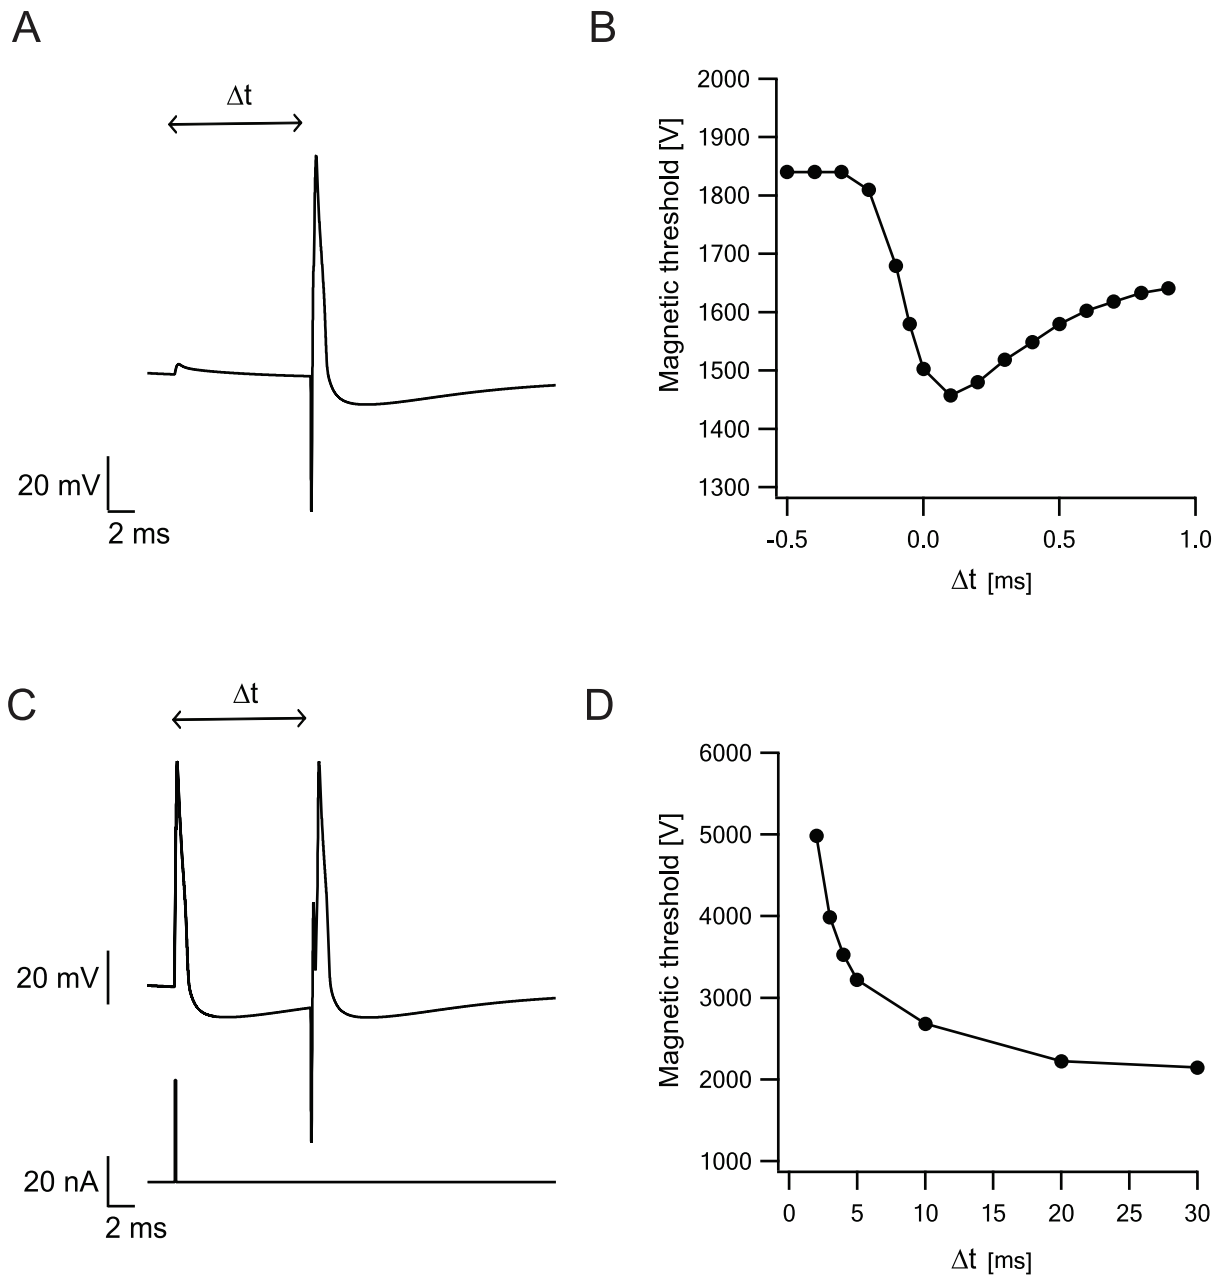 A
Δt
20 mV
2 ms
B
Magnetic threshold [V]
2000
1900
1800
1700
1600
1500
1400
1300
-0.5
0.0
0.5
1.0
Δt [ms]
C
Δt
20 mV
20 nA
2 ms
D
Magnetic threshold [V]
6000
5000
4000
3000
2000
1000
0
5
10
15
20
25
30
Δt [ms]